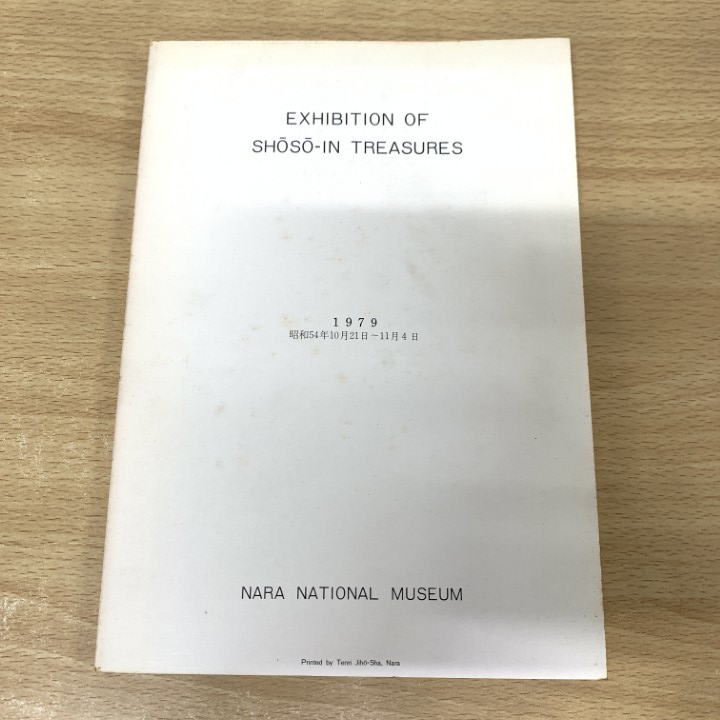 EXHIBITION OF
SHŌSŌ-IN TREASURES
1979
昭和54年10月21日~11月4日
NARA NATIONAL MUSEUM
Printed by Tenri Jihō-Sha, Nara